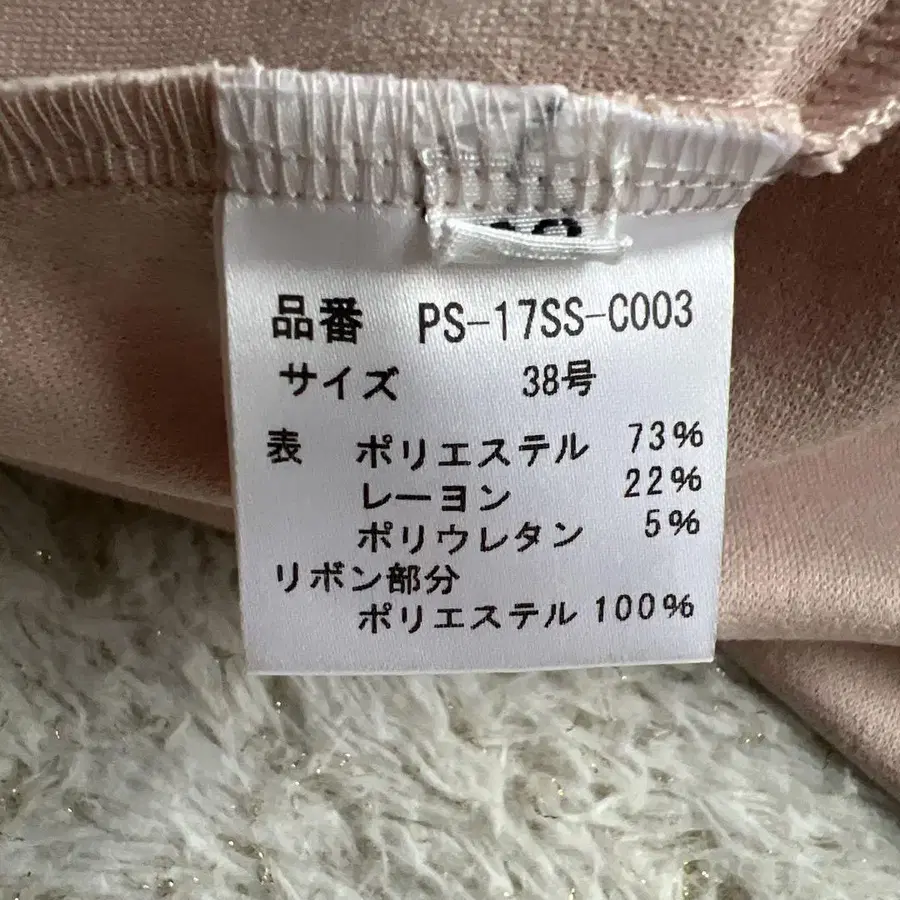 品番 PS-17SS-C003
サイズ 38号
表 ポリエステル 73%
レーヨン 22%
ポリウレタン 5%
リボン部分
ポリエステル 100%